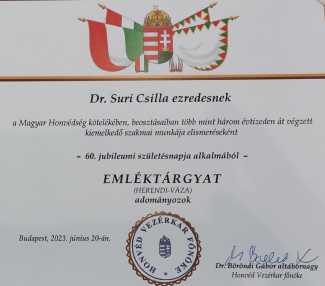 Dr. Suri Csilla ezredesnek
a Magyar Honvédség kötelékében, beosztásaiban több mint három évtizeden át végzett
kiemelkedő szakmai munkája elismeréseként
- 60. jubileumi születésnapja alkalmából -
EMLÉKTÁRGYAT
(HERENDI-VÁZA)
adományozok
Budapest, 2023. június 20-án.
HONVÉD VEZÉRKAR FŐNÖKE
Dr. Böröndi Gábor altábornagy
Honvéd Vezérkar főnöke